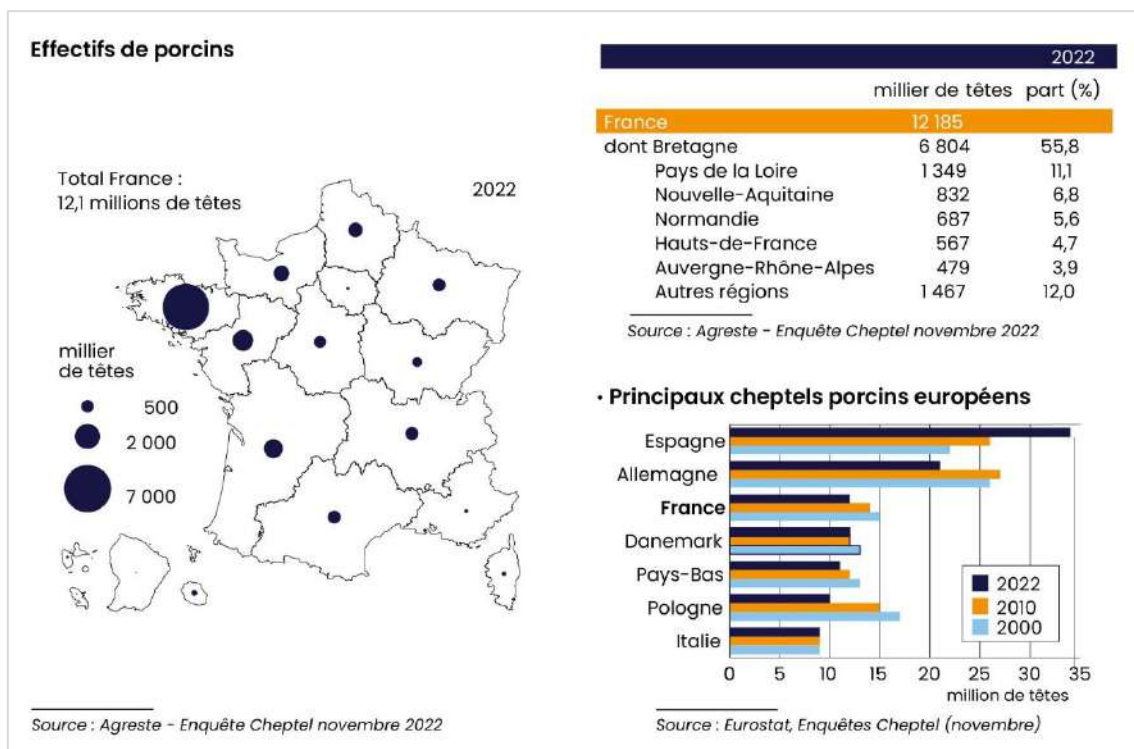 Effectifs de porcins
Total France :
12,1 millions de têtes
2022
millier
de têtes
500
2 000
7 000
Source : Agreste - Enquête Cheptel novembre 2022
2022
millier de têtes part (%)
France 12 185
dont Bretagne 6 804 55,8
Pays de la Loire 1 349 11,1
Nouvelle-Aquitaine 832 6,8
Normandie 687 5,6
Hauts-de-France 567 4,7
Auvergne-Rhône-Alpes 479 3,9
Autres régions 1 467 12,0
Source : Agreste - Enquête Cheptel novembre 2022
• Principaux cheptels porcins européens
Espagne
Allemagne
France
Danemark
Pays-Bas
Pologne
Italie
2022
2010
2000
0 5 10 15 20 25 30 35
million de têtes
Source : Eurostat, Enquêtes Cheptel (novembre)